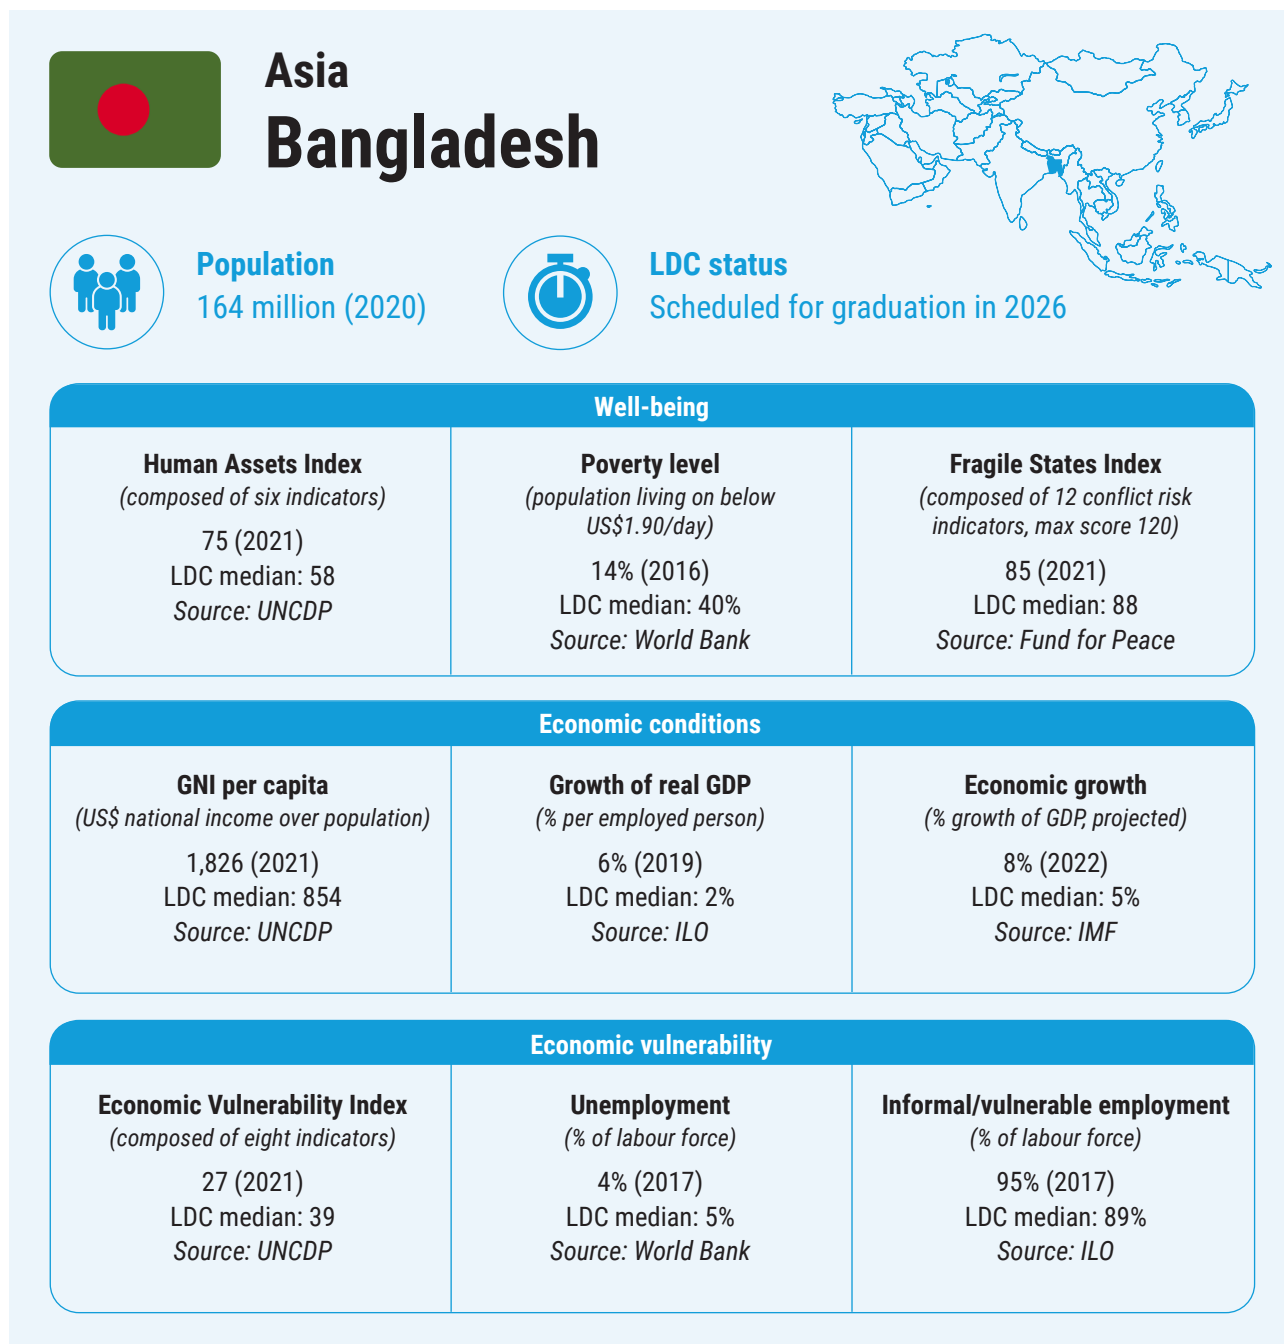 Asia
Bangladesh
Population
164 million (2020)
LDC status
Scheduled for graduation in 2026
Well-being
Human Assets Index
(composed of six indicators)
75 (2021)
LDC median: 58
Source: UNCDP
Poverty level
(population living on below
US$1.90/day)
14% (2016)
LDC median: 40%
Source: World Bank
Fragile States Index
(composed of 12 conflict risk
indicators, max score 120)
85 (2021)
LDC median: 88
Source: Fund for Peace
Economic conditions
GNI per capita
(US$ national income over population)
1,826 (2021)
LDC median: 854
Source: UNCDP
Growth of real GDP
(% per employed person)
6% (2019)
LDC median: 2%
Source: ILO
Economic growth
(% growth of GDP, projected)
8% (2022)
LDC median: 5%
Source: IMF
Economic vulnerability
Economic Vulnerability Index
(composed of eight indicators)
27 (2021)
LDC median: 39
Source: UNCDP
Unemployment
(% of labour force)
4% (2017)
LDC median: 5%
Source: World Bank
Informal/vulnerable employment
(% of labour force)
95% (2017)
LDC median: 89%
Source: ILO